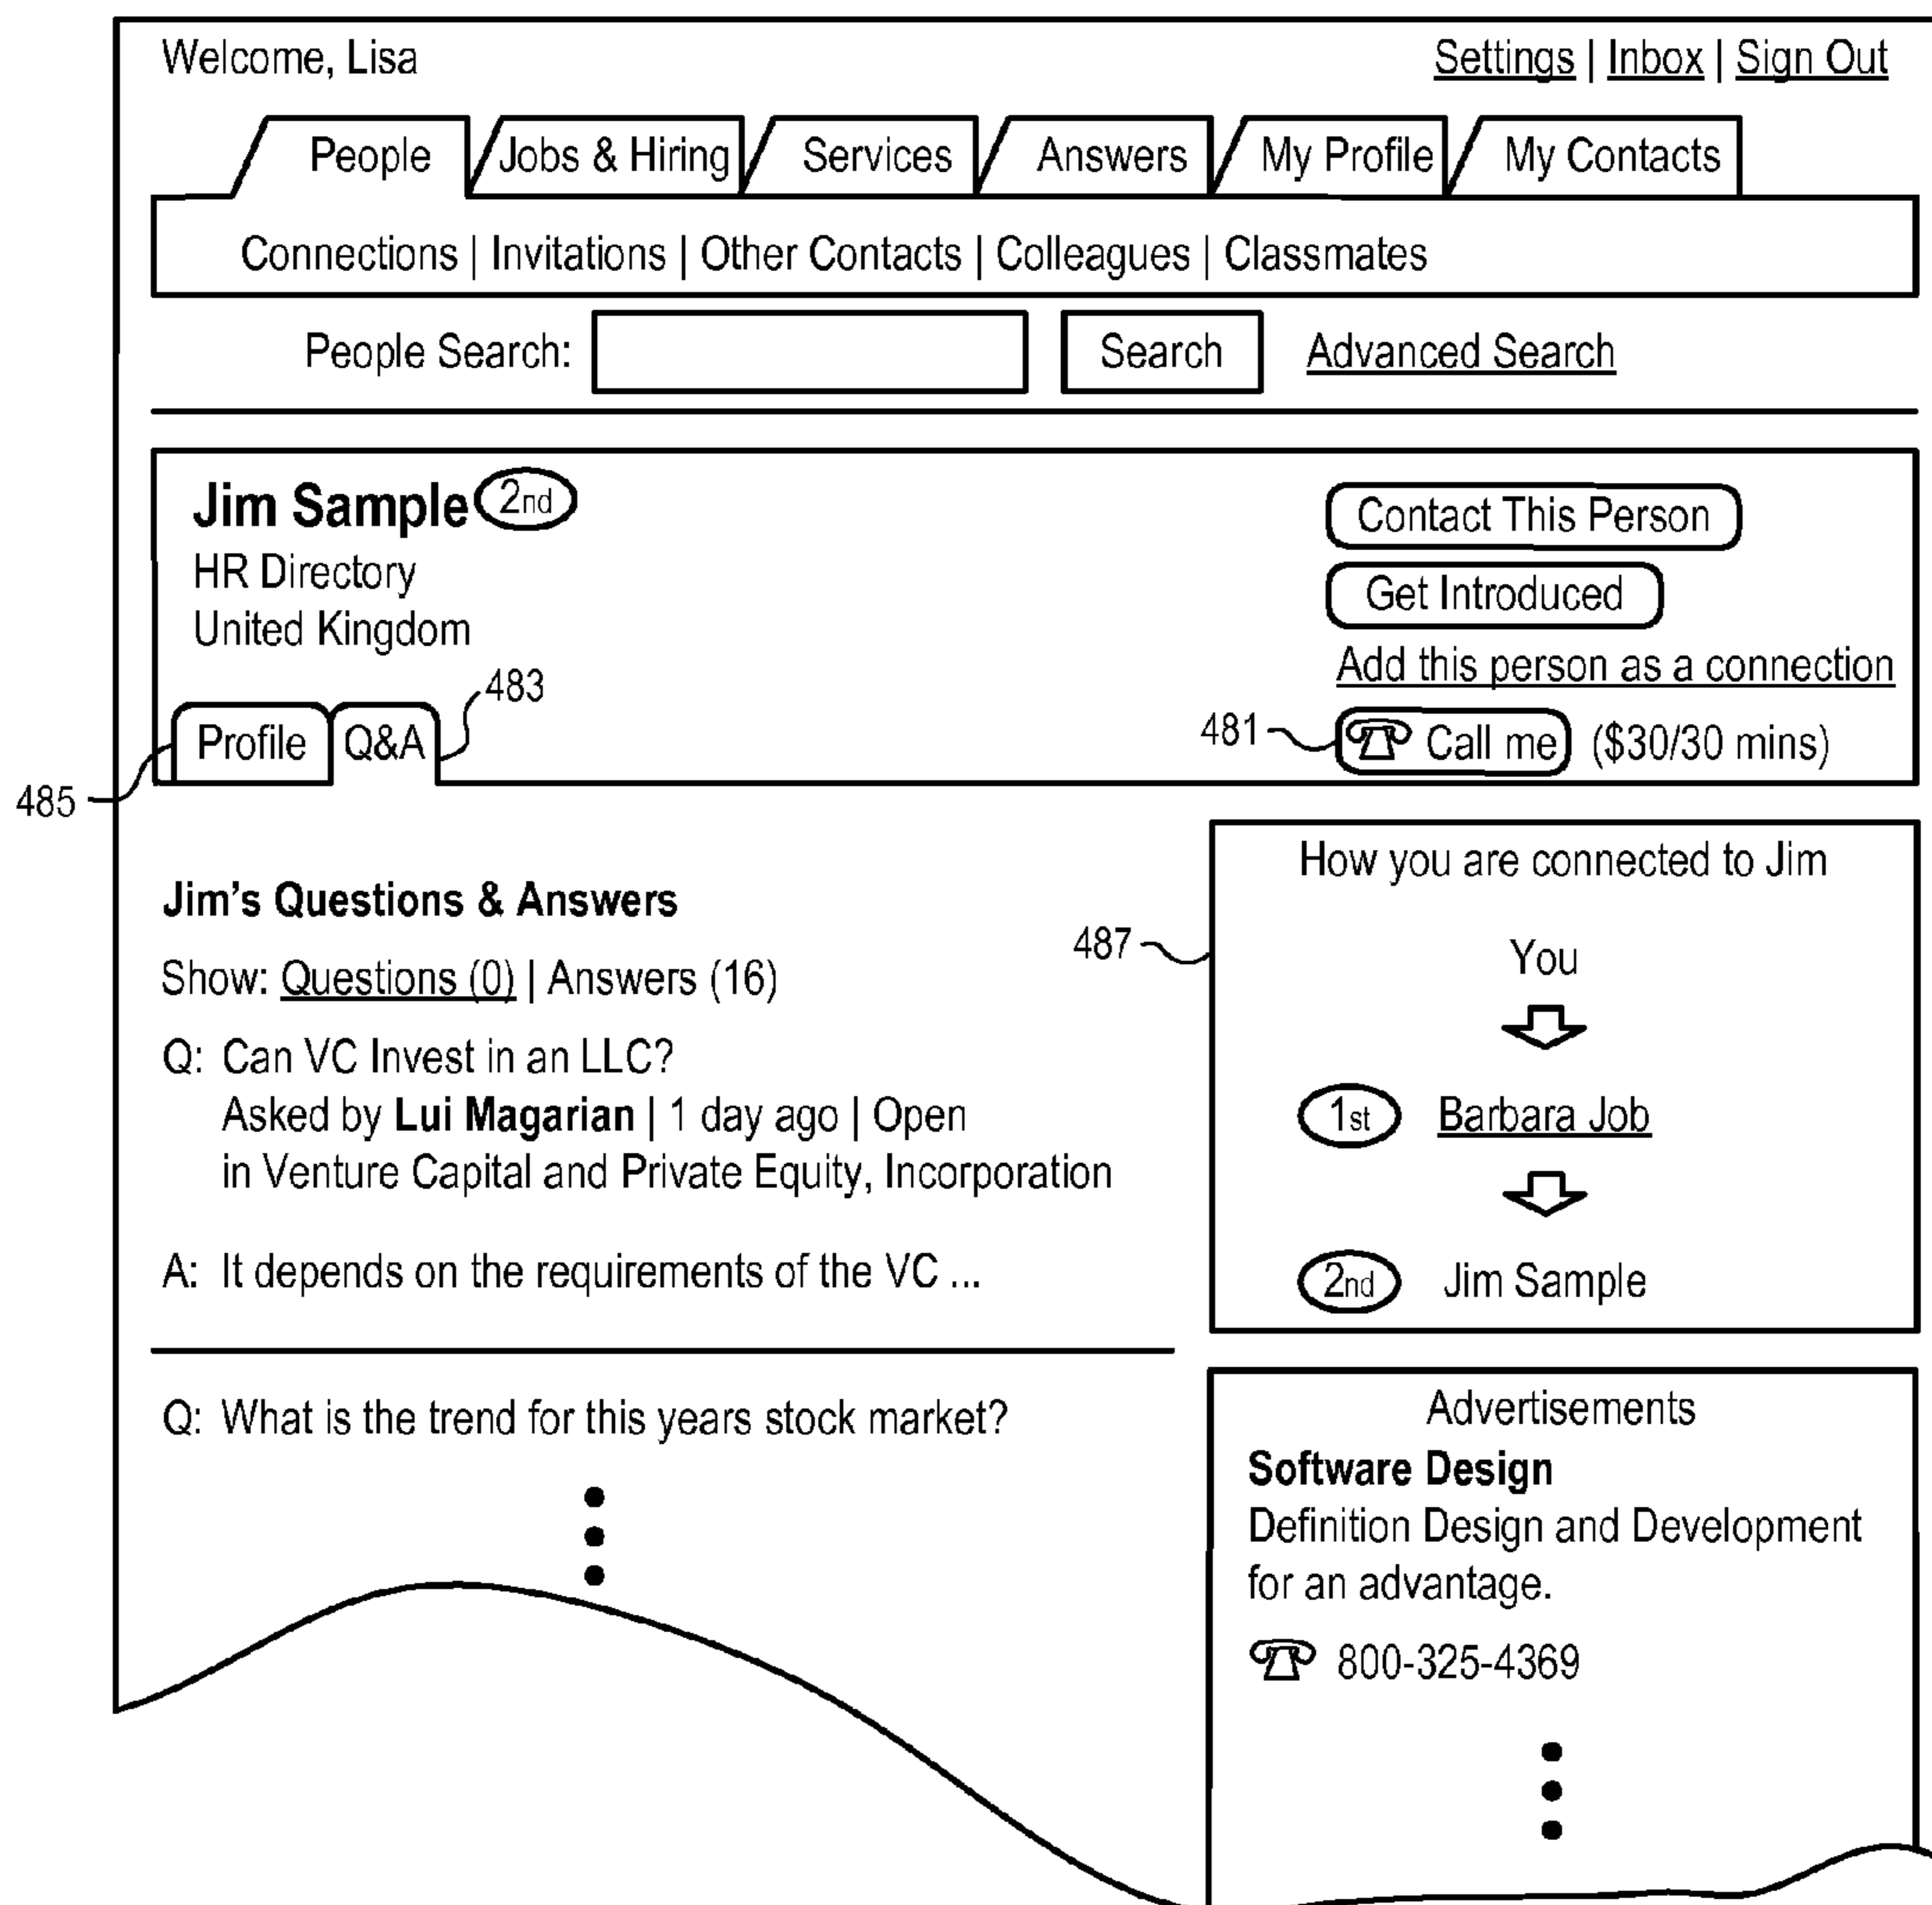 Welcome, Lisa
Settings | Inbox | Sign Out
People
Jobs & Hiring
Services
Answers
My Profile
My Contacts
Connections | Invitations | Other Contacts | Colleagues | Classmates
People Search:
Search
Advanced Search
Jim Sample 2nd
HR Directory
United Kingdom
Contact This Person
Get Introduced
Add this person as a connection
483
Profile
Q&A
481
Call me ($30/30 mins)
485
Jim's Questions & Answers
Show: Questions (0) | Answers (16)
Q: Can VC Invest in an LLC?
Asked by Lui Magarian | 1 day ago | Open
in Venture Capital and Private Equity, Incorporation
A: It depends on the requirements of the VC ...
Q: What is the trend for this years stock market?
487
How you are connected to Jim
You
1st Barbara Job
2nd Jim Sample
Advertisements
Software Design
Definition Design and Development
for an advantage.
800-325-4369